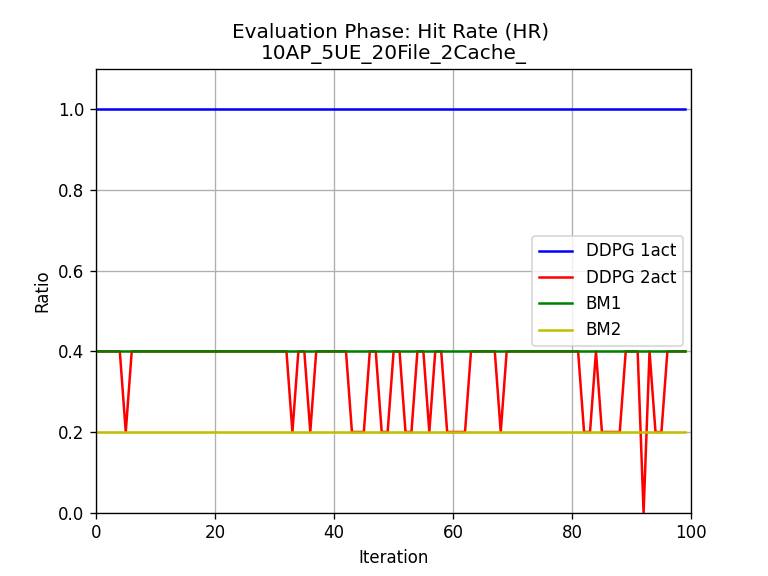 Evaluation Phase: Hit Rate (HR)
10AP_5UE_20File_2Cache_
Ratio
1.0
0.8
0.6
0.4
0.2
0.0
DDPG 1act
DDPG 2act
BM1
BM2
0
20
40
60
80
100
Iteration